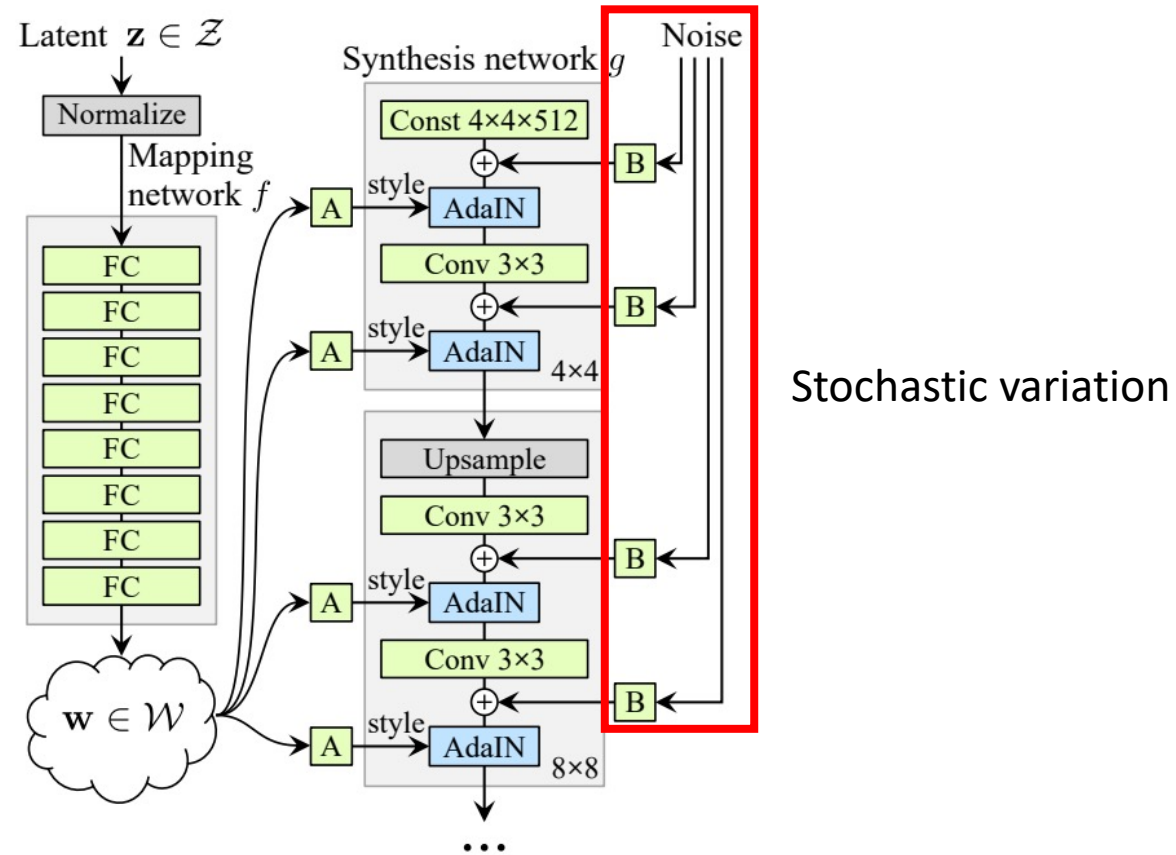 Latent z ∈ 𝒵
Normalize
Mapping
network f
FC
FC
FC
FC
FC
FC
FC
FC
w ∈ 𝒲
Synthesis network g
Const 4×4×512
A
style
AdaIN
Conv 3×3
A
style
AdaIN
4×4
Upsample
Conv 3×3
A
style
AdaIN
Conv 3×3
A
style
AdaIN
8×8
...
Noise
B
B
B
B
Stochastic variation